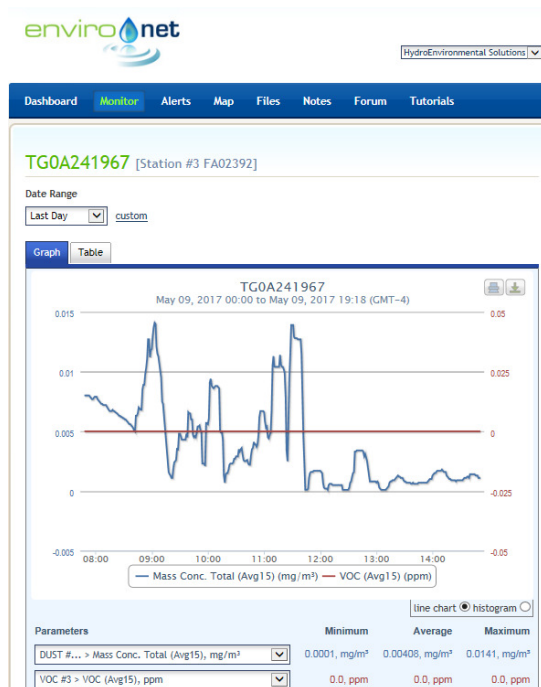 enviro net
HydroEnvironmental Solutions
Dashboard Monitor Alerts Map Files Notes Forum Tutorials
TG0A241967 [Station #3 FA02392]
Date Range
Last Day custom
Graph Table
TG0A241967
May 09, 2017 00:00 to May 09, 2017 19:18 (GMT-4)
0.015 0.05
0.01 0.025
0.005 0
0 -0.025
-0.005 -0.05
08:00 09:00 10:00 11:00 12:00 13:00 14:00
Mass Conc. Total (Avg15) (mg/m³) VOC (Avg15) (ppm)
line chart histogram
Parameters Minimum Average Maximum
DUST #... > Mass Conc. Total (Avg15), mg/m³ 0.0001, mg/m³ 0.00408, mg/m³ 0.0141, mg/m³
VOC #3 > VOC (Avg15), ppm 0.0, ppm 0.0, ppm 0.0, ppm